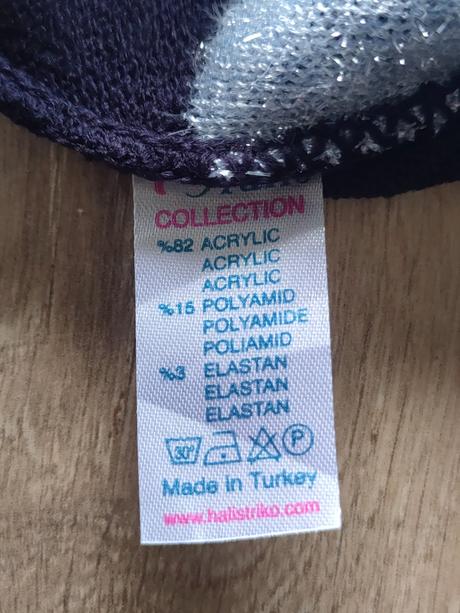 COLLECTION
%82 ACRYLIC
ACRYLIC
ACRYLIC
%15 POLYAMID
POLYAMIDE
POLIAMID
%3 ELASTAN
ELASTAN
ELASTAN
30° P
Made in Turkey
www.halistriko.com